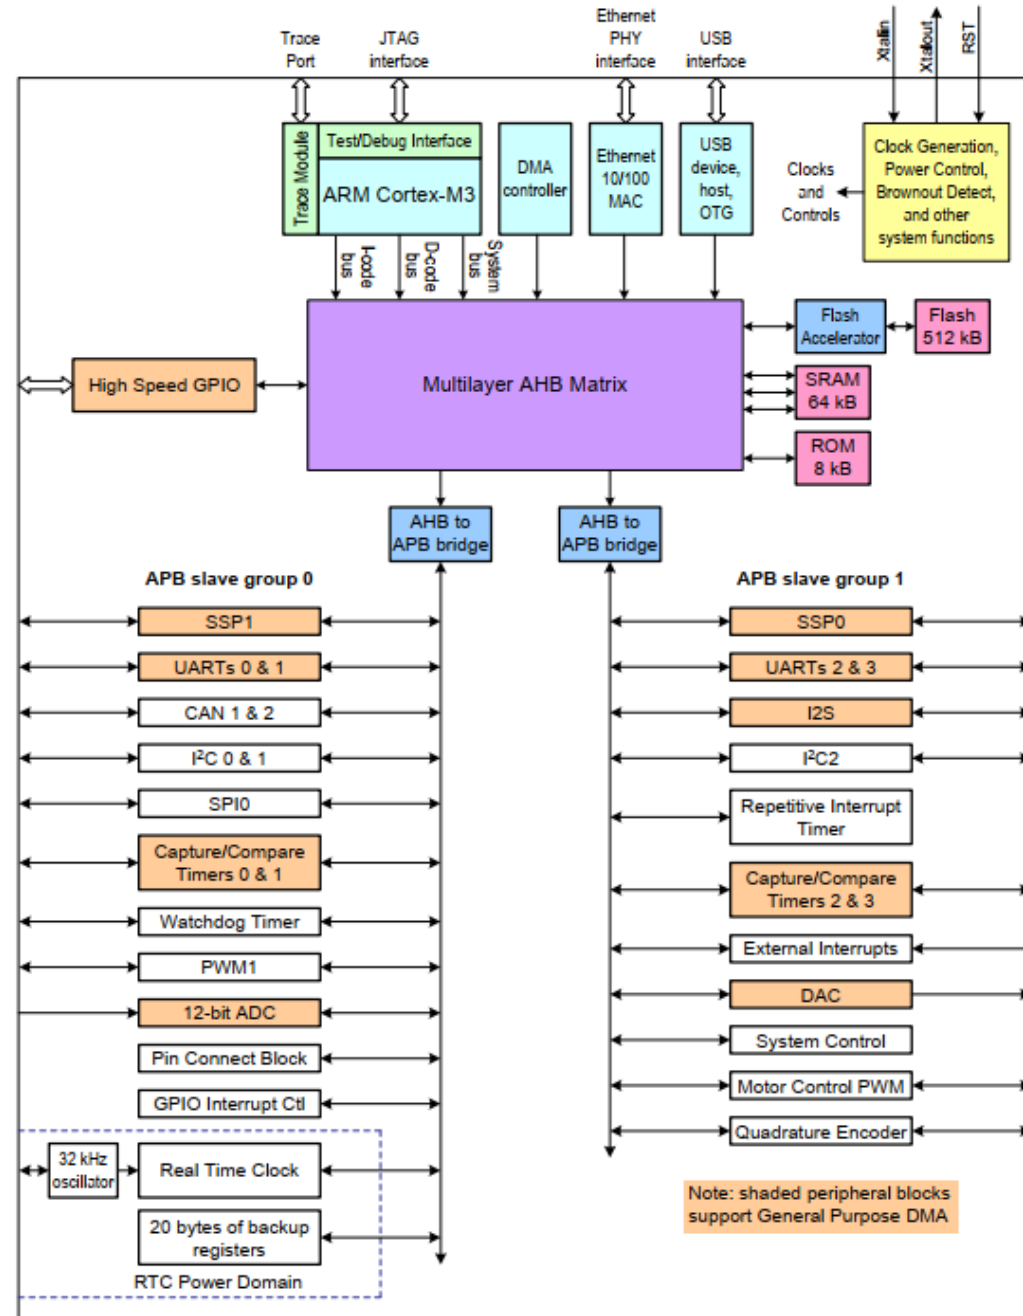 Trace
Port
JTAG
interface
Ethernet
PHY
interface
USB
interface
Xtalin
Xtalout
RST
Trace Module
Test/Debug Interface
ARM Cortex-M3
DMA
controller
Ethernet
10/100
MAC
USB
device,
host,
OTG
Clocks
and
Controls
Clock Generation,
Power Control,
Brownout Detect,
and other
system functions
I-code
bus
D-code
bus
System
bus
High Speed GPIO
Multilayer AHB Matrix
Flash
Accelerator
Flash
512 kB
SRAM
64 kB
ROM
8 kB
AHB to
APB bridge
AHB to
APB bridge
APB slave group 0
SSP1
UARTs 0 & 1
CAN 1 & 2
I²C 0 & 1
SPI0
Capture/Compare
Timers 0 & 1
Watchdog Timer
PWM1
12-bit ADC
Pin Connect Block
GPIO Interrupt Ctl
32 kHz
oscillator
Real Time Clock
20 bytes of backup
registers
RTC Power Domain
APB slave group 1
SSP0
UARTs 2 & 3
I2S
I²C2
Repetitive Interrupt
Timer
Capture/Compare
Timers 2 & 3
External Interrupts
DAC
System Control
Motor Control PWM
Quadrature Encoder
Note: shaded peripheral blocks
support General Purpose DMA